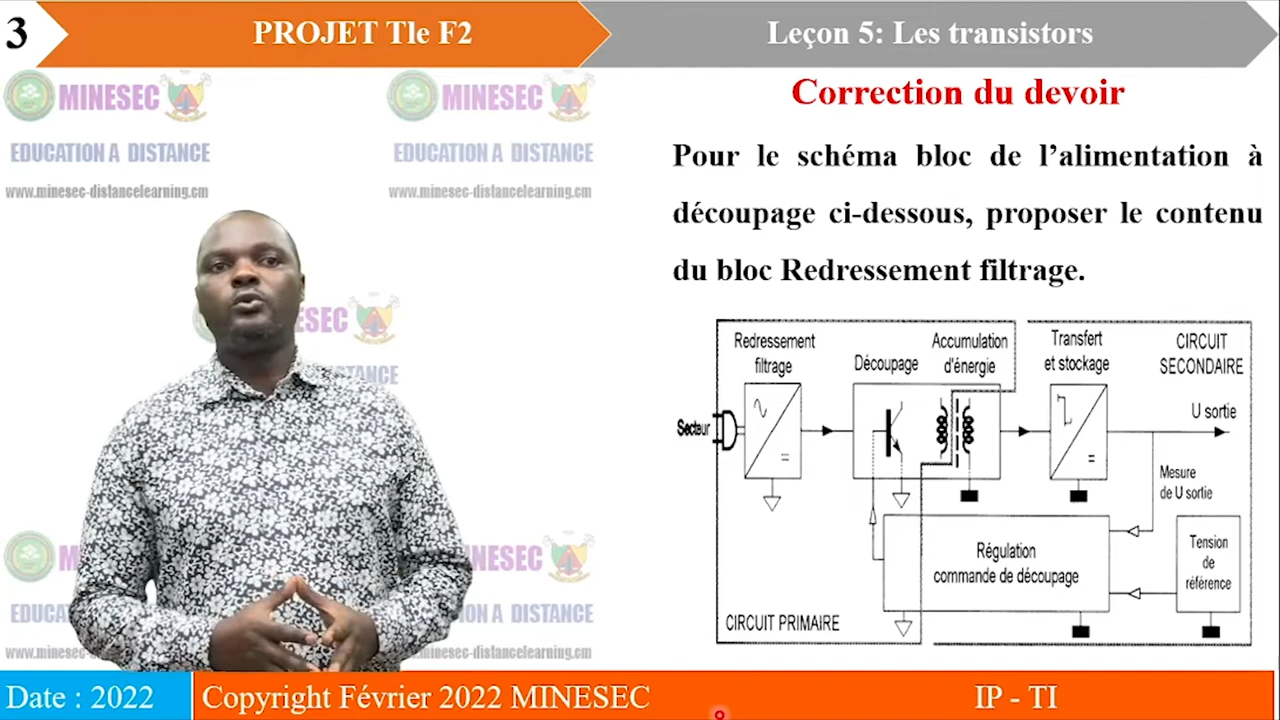 3
PROJET Tle F2
Leçon 5: Les transistors
MINESEC
EDUCATION A DISTANCE
www.minesec-distancelearning.cm
MINESEC
EDUCATION A DISTANCE
www.minesec-distancelearning.cm
Correction du devoir
Pour le schéma bloc de l’alimentation à
découpage ci-dessous, proposer le contenu
du bloc Redressement filtrage.
Redressement
filtrage
Découpage
Accumulation
d'énergie
Transfert
et stockage
CIRCUIT
SECONDAIRE
Secteur
U sortie
Mesure
de U sortie
Régulation
commande de découpage
Tension
de
référence
CIRCUIT PRIMAIRE
Date : 2022
Copyright Février 2022 MINESEC
IP - TI